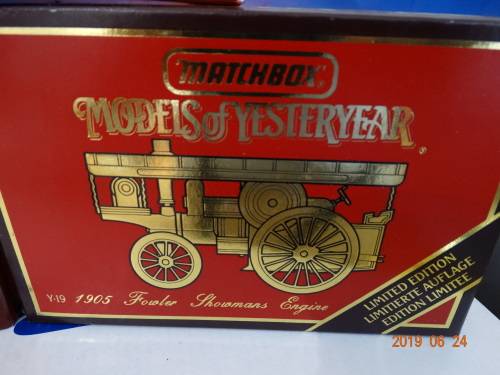 MATCHBOX
MODELS of YESTERYEAR
Y-19 1905 Fowler Showmans Engine
LIMITED EDITION
LIMITIERTE AUFLAGE
EDITION LIMITEE
2019 06 24